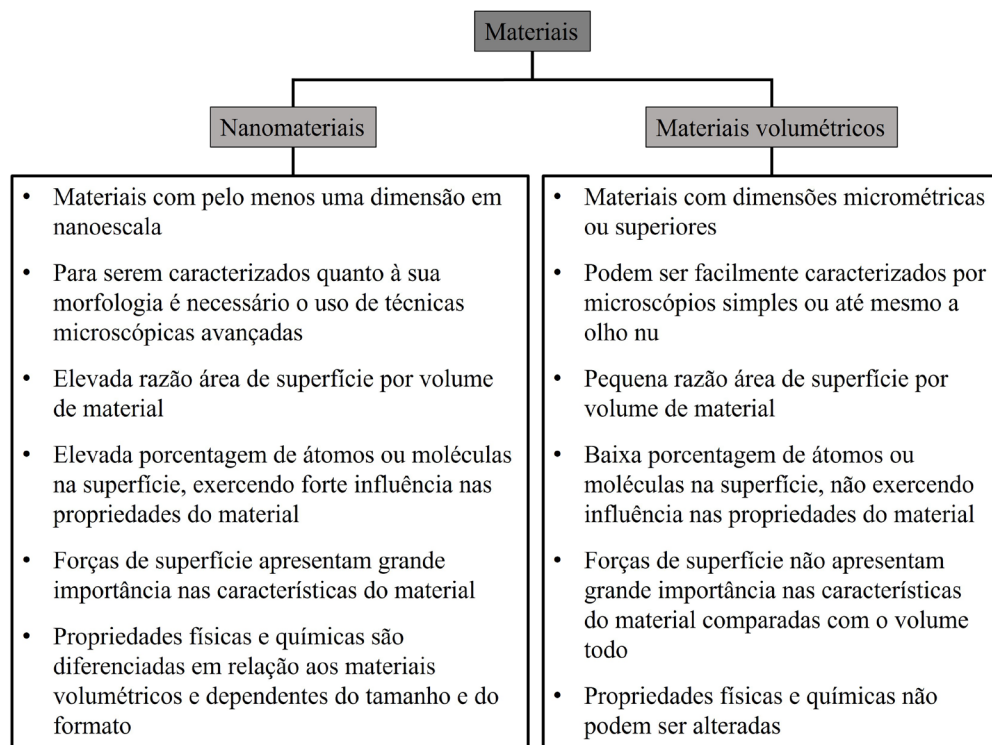 Materiais
Nanomateriais
Materiais volumétricos
• Materiais com pelo menos uma dimensão em
nanoescala
• Para serem caracterizados quanto à sua
morfologia é necessário o uso de técnicas
microscópicas avançadas
• Elevada razão área de superfície por volume
de material
• Elevada porcentagem de átomos ou moléculas
na superfície, exercendo forte influência nas
propriedades do material
• Forças de superfície apresentam grande
importância nas características do material
• Propriedades físicas e químicas são
diferenciadas em relação aos materiais
volumétricos e dependentes do tamanho e do
formato
• Materiais com dimensões micrométricas
ou superiores
• Podem ser facilmente caracterizados por
microscópios simples ou até mesmo a
olho nu
• Pequena razão área de superfície por
volume de material
• Baixa porcentagem de átomos ou
moléculas na superfície, não exercendo
influência nas propriedades do material
• Forças de superfície não apresentam
grande importância nas características
do material comparadas com o volume
todo
• Propriedades físicas e químicas não
podem ser alteradas